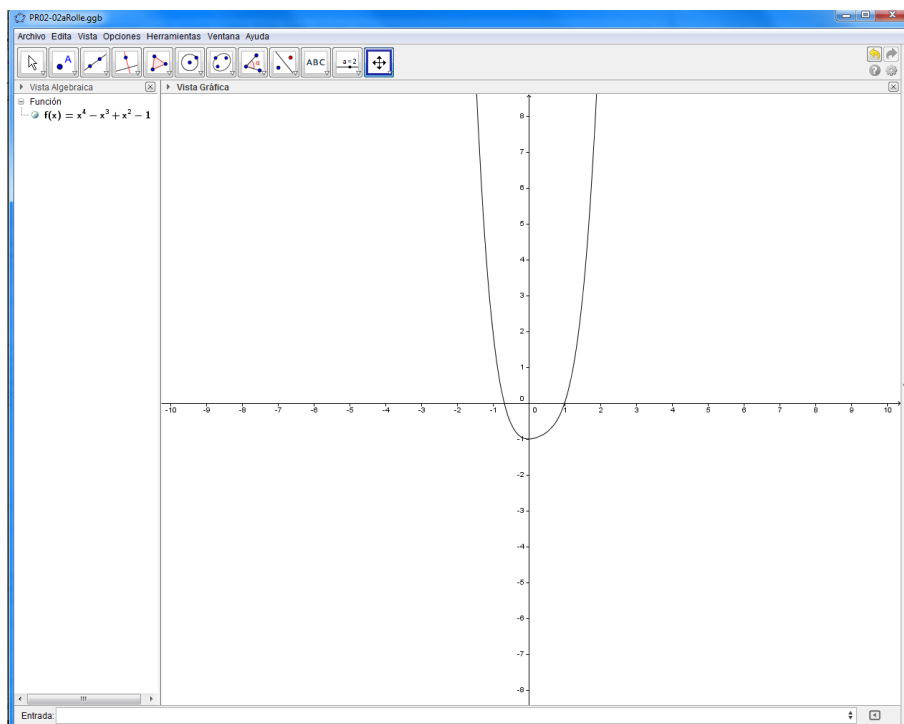 PR02-02aRolle.ggb
Archivo Edita Vista Opciones Herramientas Ventana Ayuda
A α ABC a=2
Vista Algebraica
Vista Gráfica
Función
f(x) = x⁴ − x³ + x² − 1
8
7
6
5
4
3
2
1
0
-10 -9 -8 -7 -6 -5 -4 -3 -2 -1 0 1 2 3 4 5 6 7 8 9 10
-1
-2
-3
-4
-5
-6
-7
-8
Entrada: